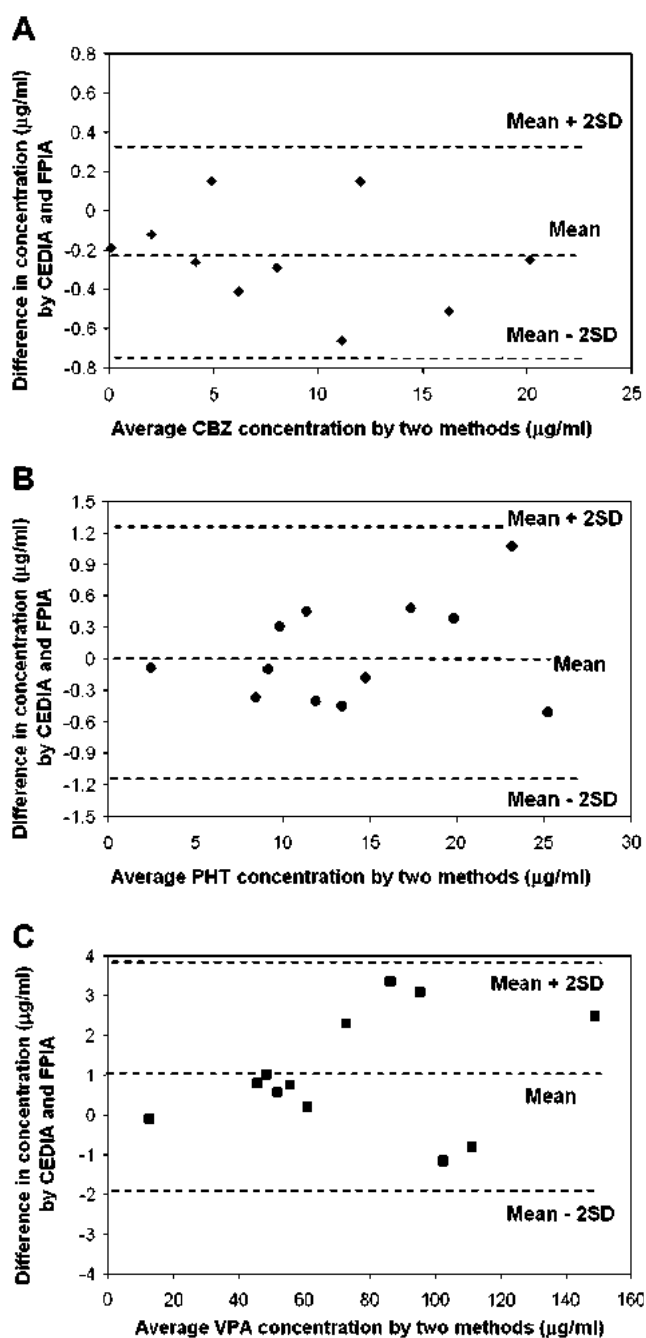 A
0.8
0.6
0.4
0.2
0
-0.2
-0.4
-0.6
-0.8
Difference in concentration (µg/ml)
by CEDIA and FPIA
Mean + 2SD
Mean
Mean - 2SD
0 5 10 15 20 25
Average CBZ concentration by two methods (µg/ml)
B
1.5
1.2
0.9
0.6
0.3
0
-0.3
-0.6
-0.9
-1.2
-1.5
Difference in concentration (µg/ml)
by CEDIA and FPIA
Mean + 2SD
Mean
Mean - 2SD
0 5 10 15 20 25 30
Average PHT concentration by two methods (µg/ml)
C
4
3
2
1
0
-1
-2
-3
-4
Difference in concentration (µg/ml)
by CEDIA and FPIA
Mean + 2SD
Mean
Mean - 2SD
0 20 40 60 80 100 120 140 160
Average VPA concentration by two methods (µg/ml)